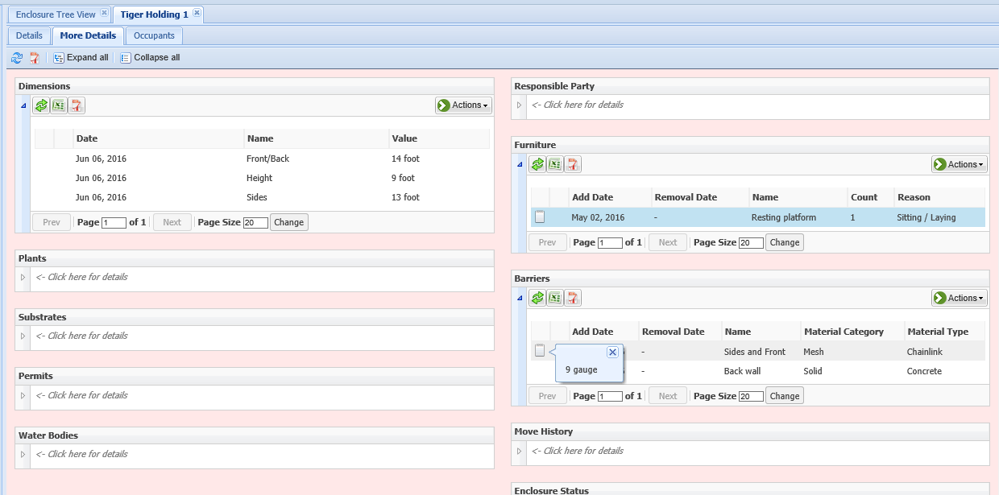 Enclosure Tree View
Tiger Holding 1
Details
More Details
Occupants
Expand all
Collapse all
Dimensions
Actions
Date Name Value
Jun 06, 2016 Front/Back 14 foot
Jun 06, 2016 Height 9 foot
Jun 06, 2016 Sides 13 foot
Prev Page 1 of 1 Next Page Size 20 Change
Plants
<- Click here for details
Substrates
<- Click here for details
Permits
<- Click here for details
Water Bodies
<- Click here for details
Responsible Party
<- Click here for details
Furniture
Actions
Add Date Removal Date Name Count Reason
May 02, 2016 - Resting platform 1 Sitting / Laying
Prev Page 1 of 1 Next Page Size 20 Change
Barriers
Actions
Add Date Removal Date Name Material Category Material Type
- Sides and Front Mesh Chainlink
9 gauge
- Back wall Solid Concrete
Prev Page 1 of 1 Next Page Size 20 Change
Move History
<- Click here for details
Enclosure Status